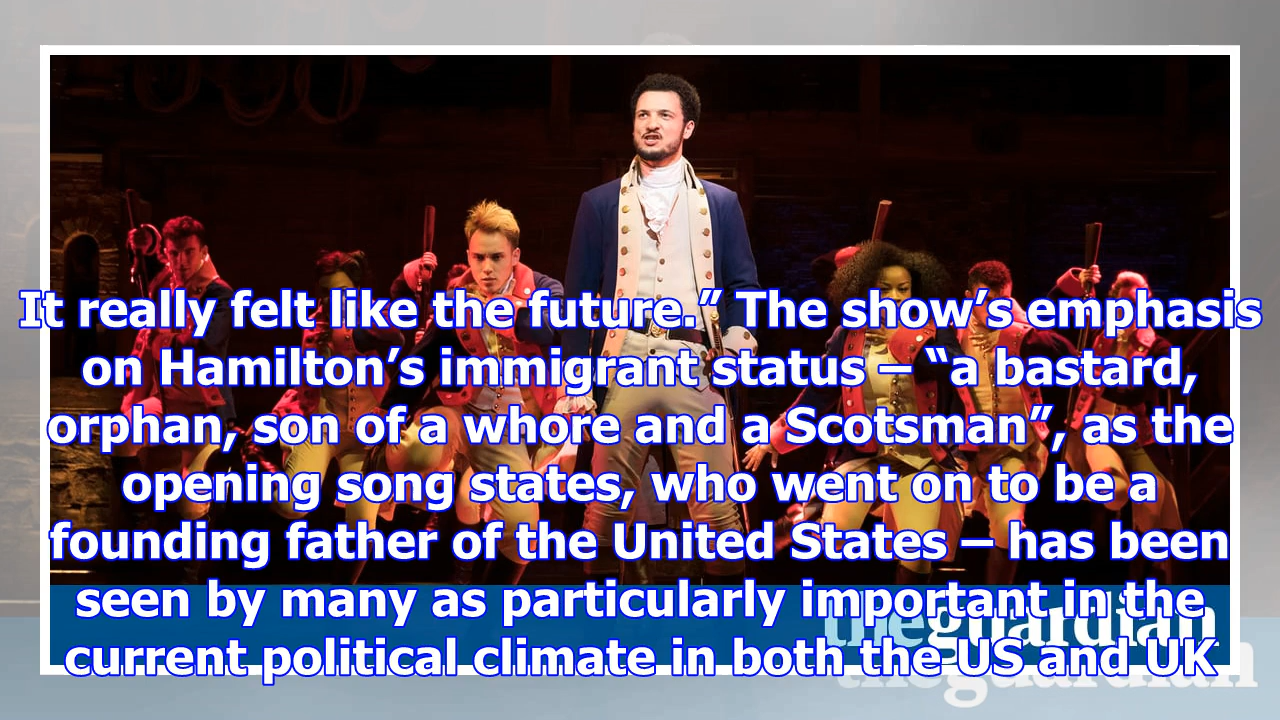 It really felt like the future.” The show’s emphasis
on Hamilton’s immigrant status – “a bastard,
orphan, son of a whore and a Scotsman”, as the
opening song states, who went on to be a
founding father of the United States – has been
seen by many as particularly important in the
current political climate in both the US and UK
theguardian
theguardian